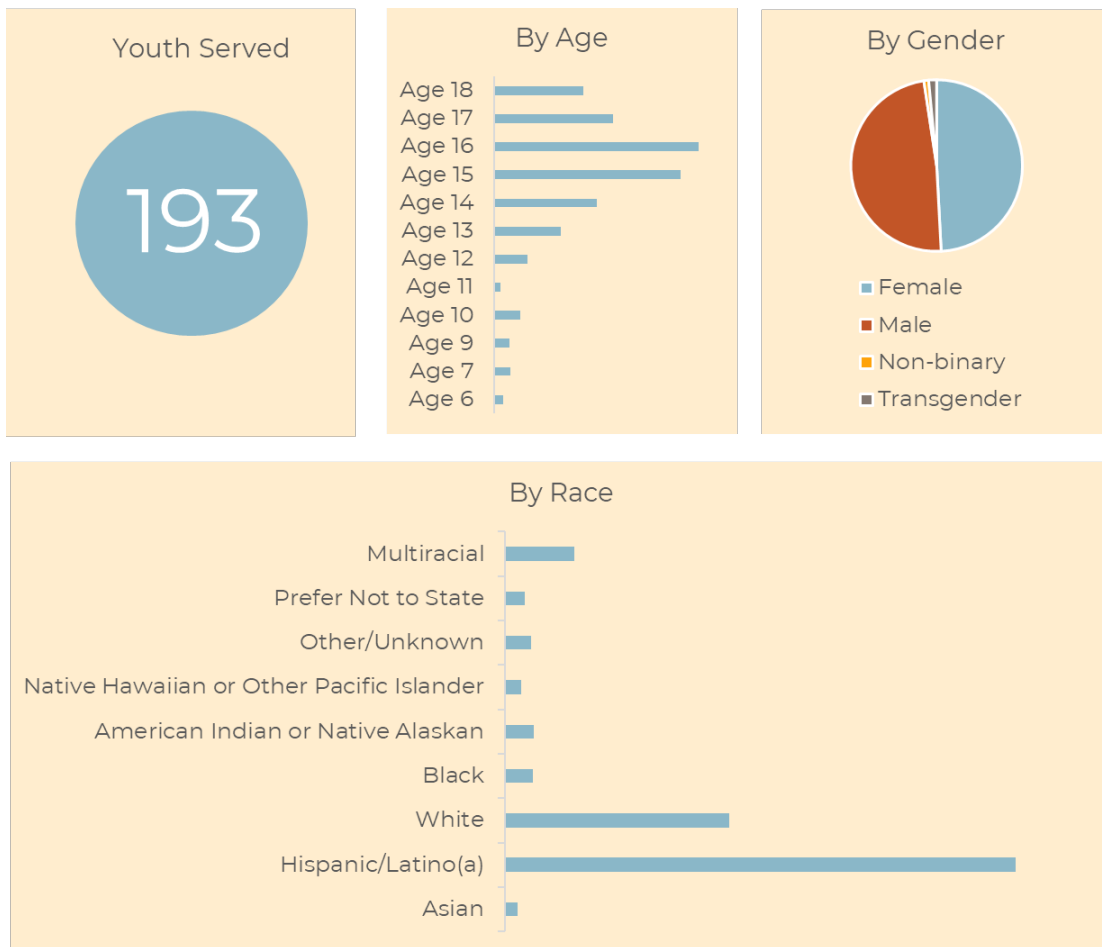 Youth Served
193
By Age
Age 18
Age 17
Age 16
Age 15
Age 14
Age 13
Age 12
Age 11
Age 10
Age 9
Age 7
Age 6
By Gender
Female
Male
Non-binary
Transgender
By Race
Multiracial
Prefer Not to State
Other/Unknown
Native Hawaiian or Other Pacific Islander
American Indian or Native Alaskan
Black
White
Hispanic/Latino(a)
Asian